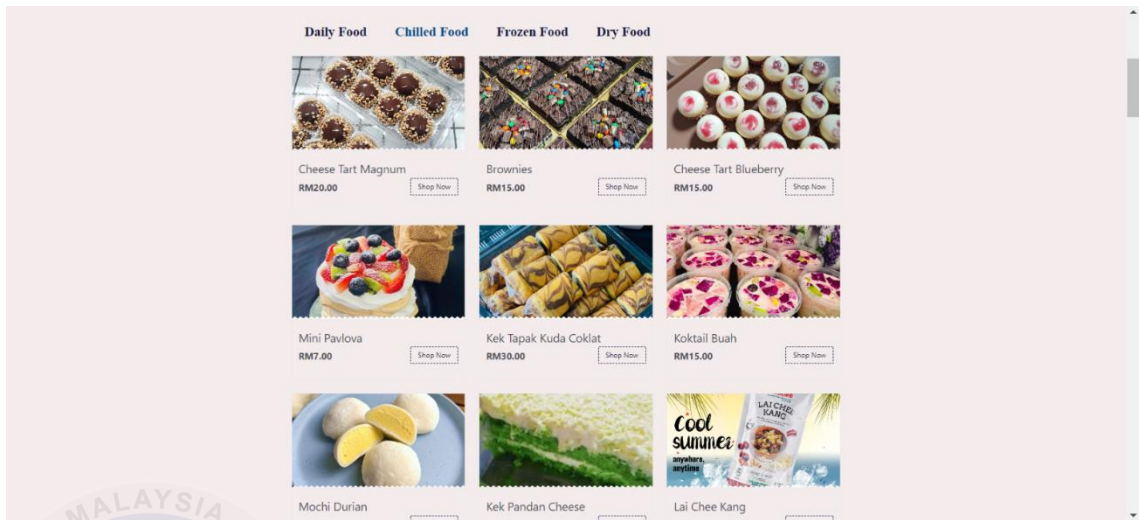 Daily Food Chilled Food Frozen Food Dry Food
Cheese Tart Magnum
RM20.00 Shop Now
Brownies
RM15.00 Shop Now
Cheese Tart Blueberry
RM15.00 Shop Now
Mini Pavlova
RM7.00 Shop Now
Kek Tapak Kuda Coklat
RM30.00 Shop Now
Koktail Buah
RM15.00 Shop Now
LAI CHEE
KANG
Cool
summer
anywhere,
anytime
Mochi Durian
Kek Pandan Cheese
Lai Chee Kang
MALAYSIA